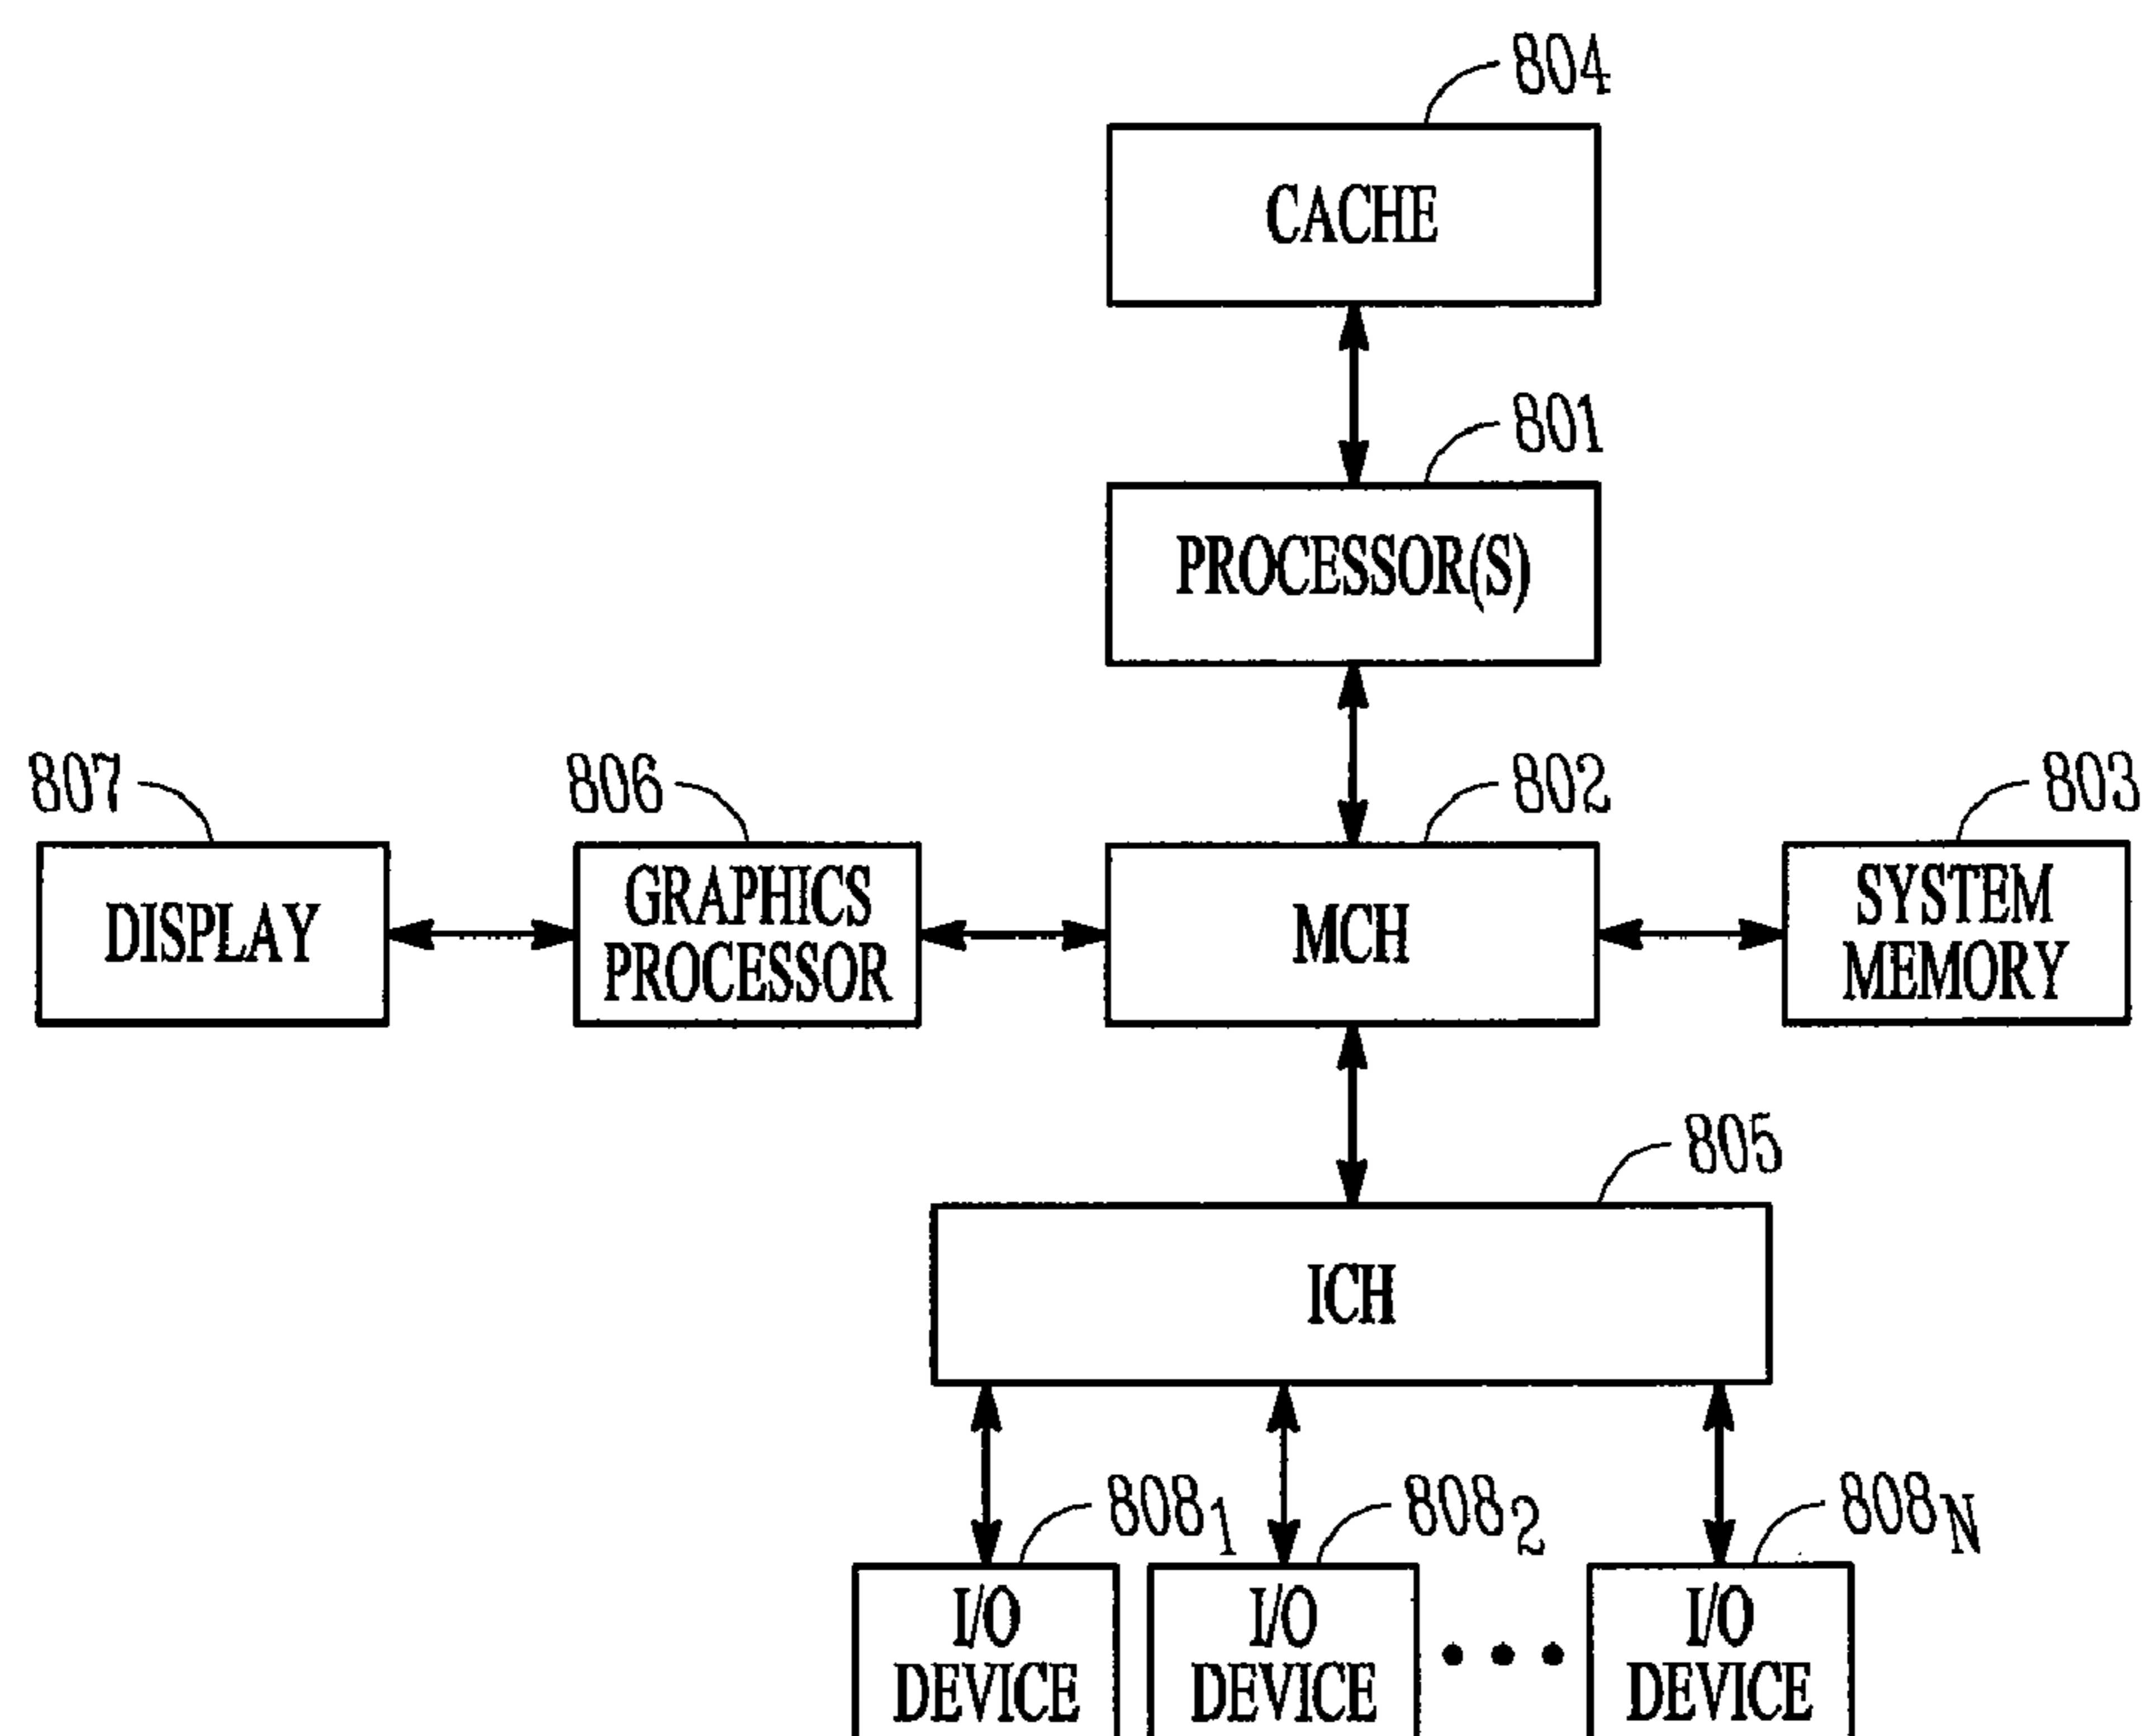 804
CACHE
801
PROCESSOR(S)
807
806
802
803
DISPLAY
GRAPHICS
PROCESSOR
MCH
SYSTEM
MEMORY
805
ICH
808₁
808₂
808N
I/O
DEVICE
I/O
DEVICE
• • •
I/O
DEVICE